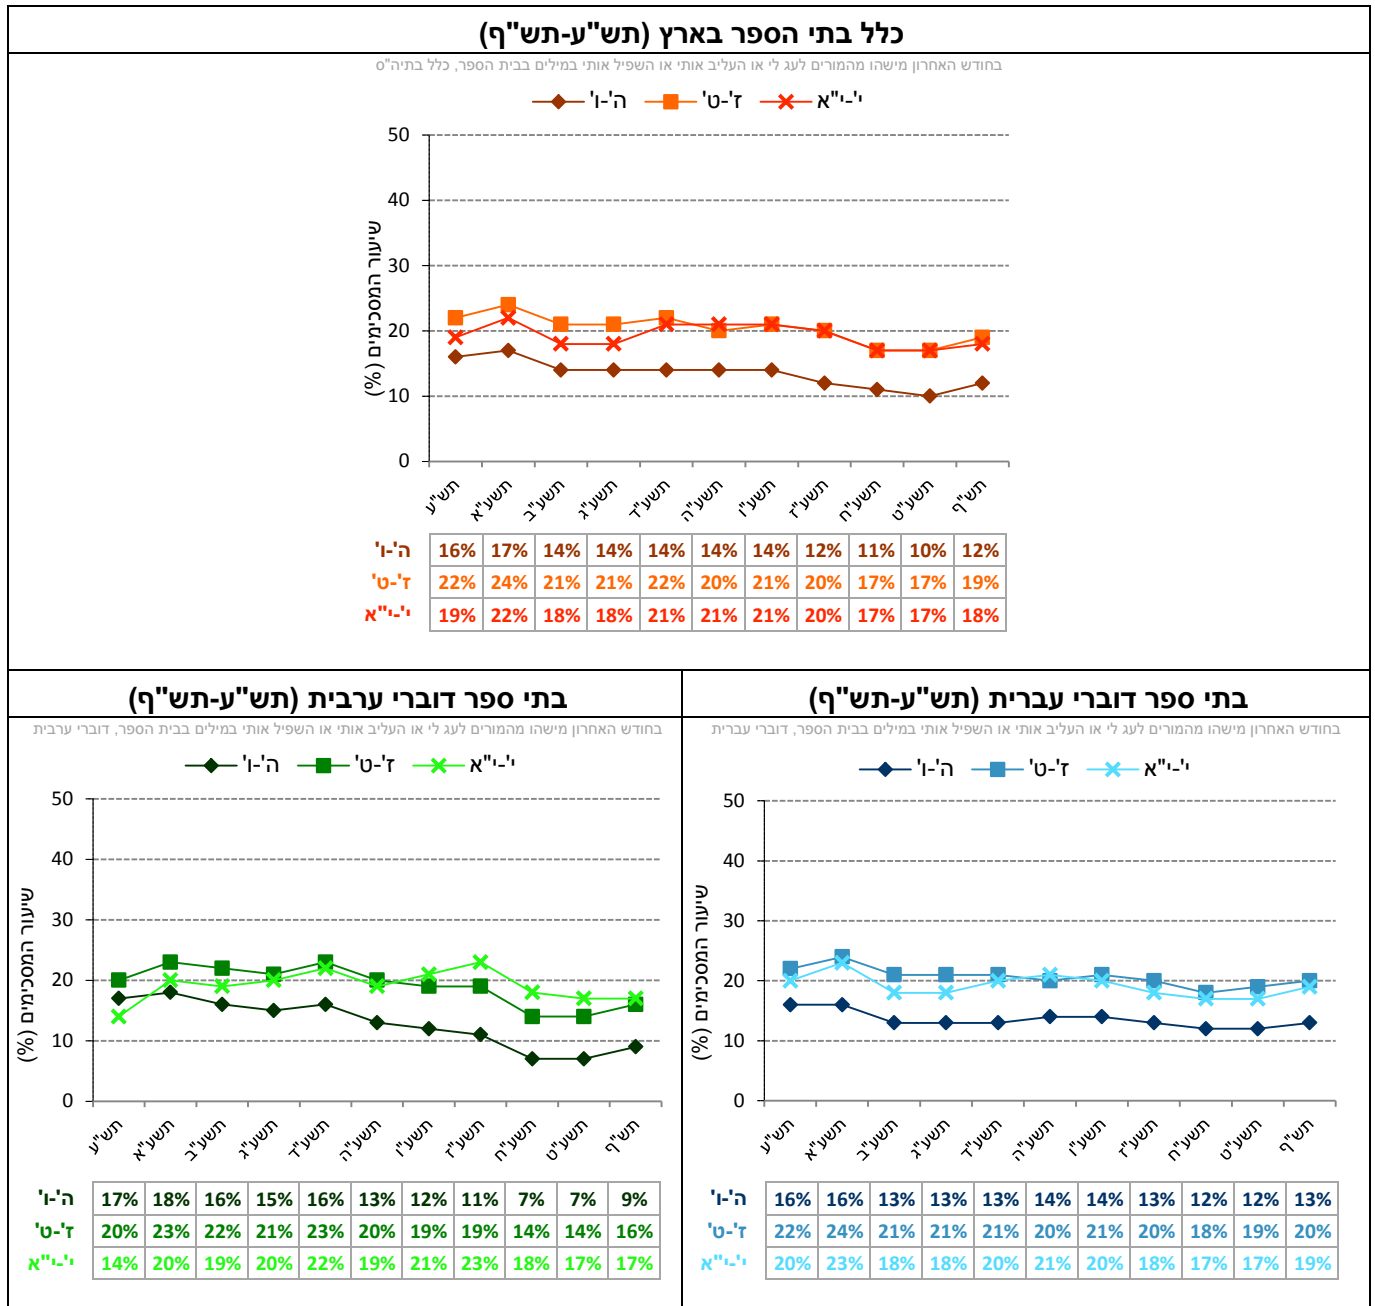 כלל בתי הספר בארץ (תש"ע-תש"ף)
בחודש האחרון מישהו מהמורים לעג לי או העליב אותי או השפיל אותי במילים בבית הספר, כלל בתיה"ס
ה'-ו' ז'-ט' י'-י"א
שיעור המסכימים (%)
50
40
30
20
10
0
תש"ע תשע"א תשע"ב תשע"ג תשע"ד תשע"ה תשע"ו תשע"ז תשע"ח תשע"ט תש"ף
ה'-ו' 16% 17% 14% 14% 14% 14% 14% 12% 11% 10% 12%
ז'-ט' 22% 24% 21% 21% 22% 20% 21% 20% 17% 17% 19%
י'-י"א 19% 22% 18% 18% 21% 21% 21% 20% 17% 17% 18%
בתי ספר דוברי עברית (תש"ע-תש"ף)
בחודש האחרון מישהו מהמורים לעג לי או העליב אותי או השפיל אותי במילים בבית הספר, דוברי עברית
ה'-ו' ז'-ט' י'-י"א
שיעור המסכימים (%)
50
40
30
20
10
0
תש"ע תשע"א תשע"ב תשע"ג תשע"ד תשע"ה תשע"ו תשע"ז תשע"ח תשע"ט תש"ף
ה'-ו' 16% 16% 13% 13% 13% 14% 14% 13% 12% 12% 13%
ז'-ט' 22% 24% 21% 21% 21% 20% 21% 20% 18% 19% 20%
י'-י"א 20% 23% 18% 18% 20% 21% 20% 18% 17% 17% 19%
בתי ספר דוברי ערבית (תש"ע-תש"ף)
בחודש האחרון מישהו מהמורים לעג לי או העליב אותי או השפיל אותי במילים בבית הספר, דוברי ערבית
ה'-ו' ז'-ט' י'-י"א
שיעור המסכימים (%)
50
40
30
20
10
0
תש"ע תשע"א תשע"ב תשע"ג תשע"ד תשע"ה תשע"ו תשע"ז תשע"ח תשע"ט תש"ף
ה'-ו' 17% 18% 16% 15% 16% 13% 12% 11% 7% 7% 9%
ז'-ט' 20% 23% 22% 21% 23% 20% 19% 19% 14% 14% 16%
י'-י"א 14% 20% 19% 20% 22% 19% 21% 23% 18% 17% 17%